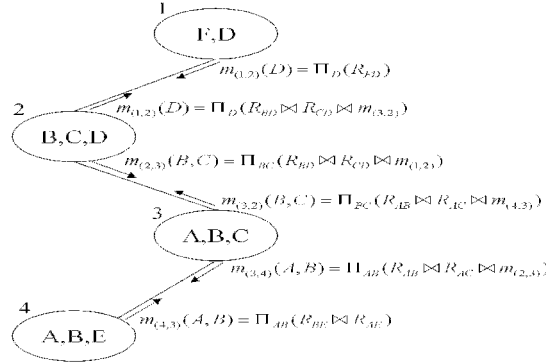 1
F,D
m₍₁,₂₎(D) = Π_D(R_FD)
m₍₁,₂₎(D) = Π_D(R_BD ⋈ R_CD ⋈ m₍₃,₂₎)
2
B,C,D
m₍₂,₃₎(B,C) = Π_BC(R_BD ⋈ R_CD ⋈ m₍₁,₂₎)
m₍₃,₂₎(B,C) = Π_BC(R_AB ⋈ R_AC ⋈ m₍₄,₃₎)
3
A,B,C
m₍₃,₄₎(A,B) = Π_AB(R_AB ⋈ R_AC ⋈ m₍₂,₃₎)
4
m₍₄,₃₎(A,B) = Π_AB(R_BE ⋈ R_AE)
A,B,E